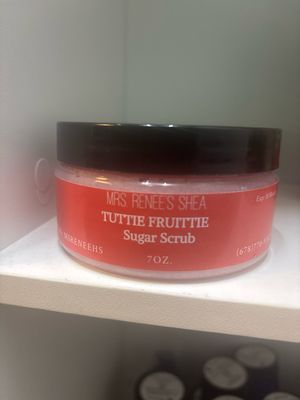 MRS RENEE'S SHEA
TUTTIE FRUITTIE
Sugar Scrub
7OZ.